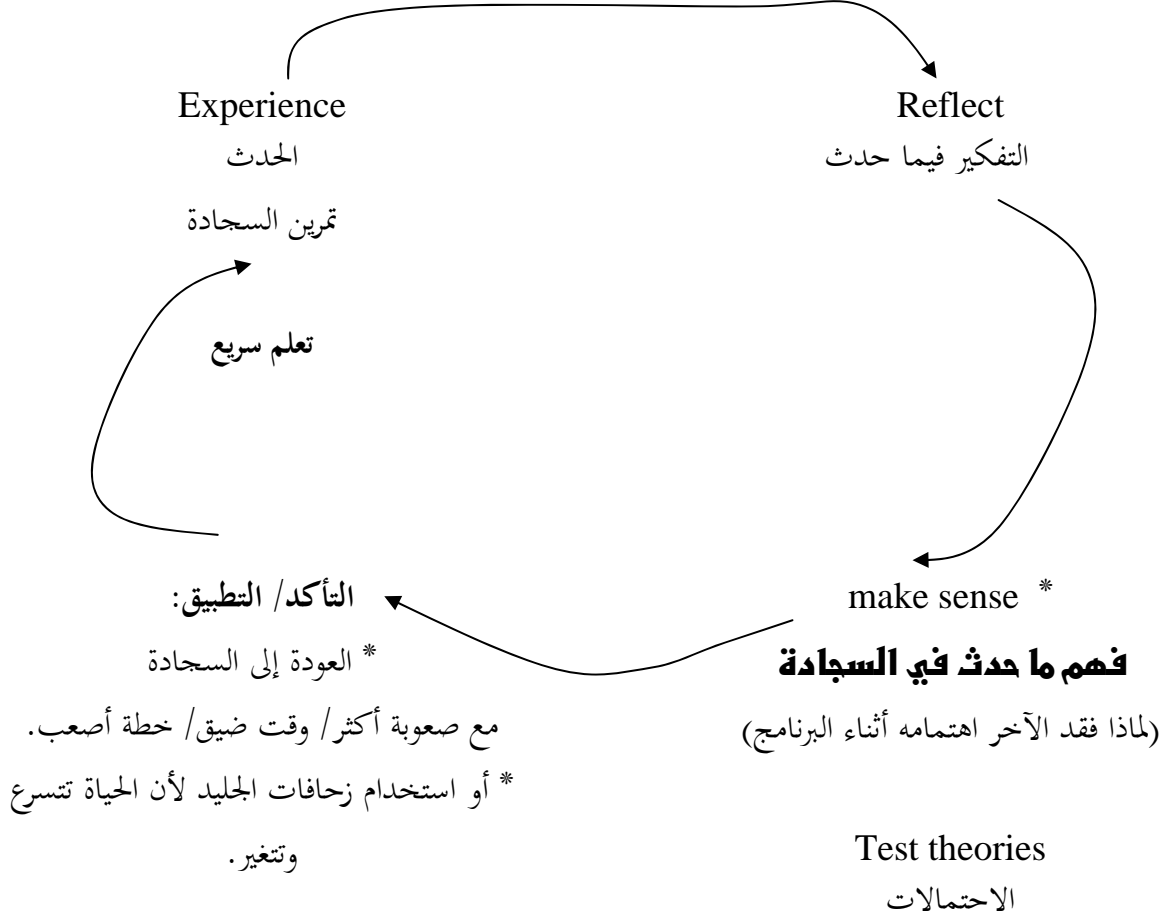 Experience
الحدث
تمرين السجادة
تعلم سريع
Reflect
التفكير فيما حدث
make sense *
فهم ما حدث في السجادة
(لماذا فقد الآخر اهتمامه أثناء البرنامج)
Test theories
الاحتمالات
التأكد/ التطبيق:
* العودة إلى السجادة
مع صعوبة أكثر/ وقت ضيق/ خطة أصعب.
* أو استخدام زحافات الجليد لأن الحياة تتسرع
وتتغير.